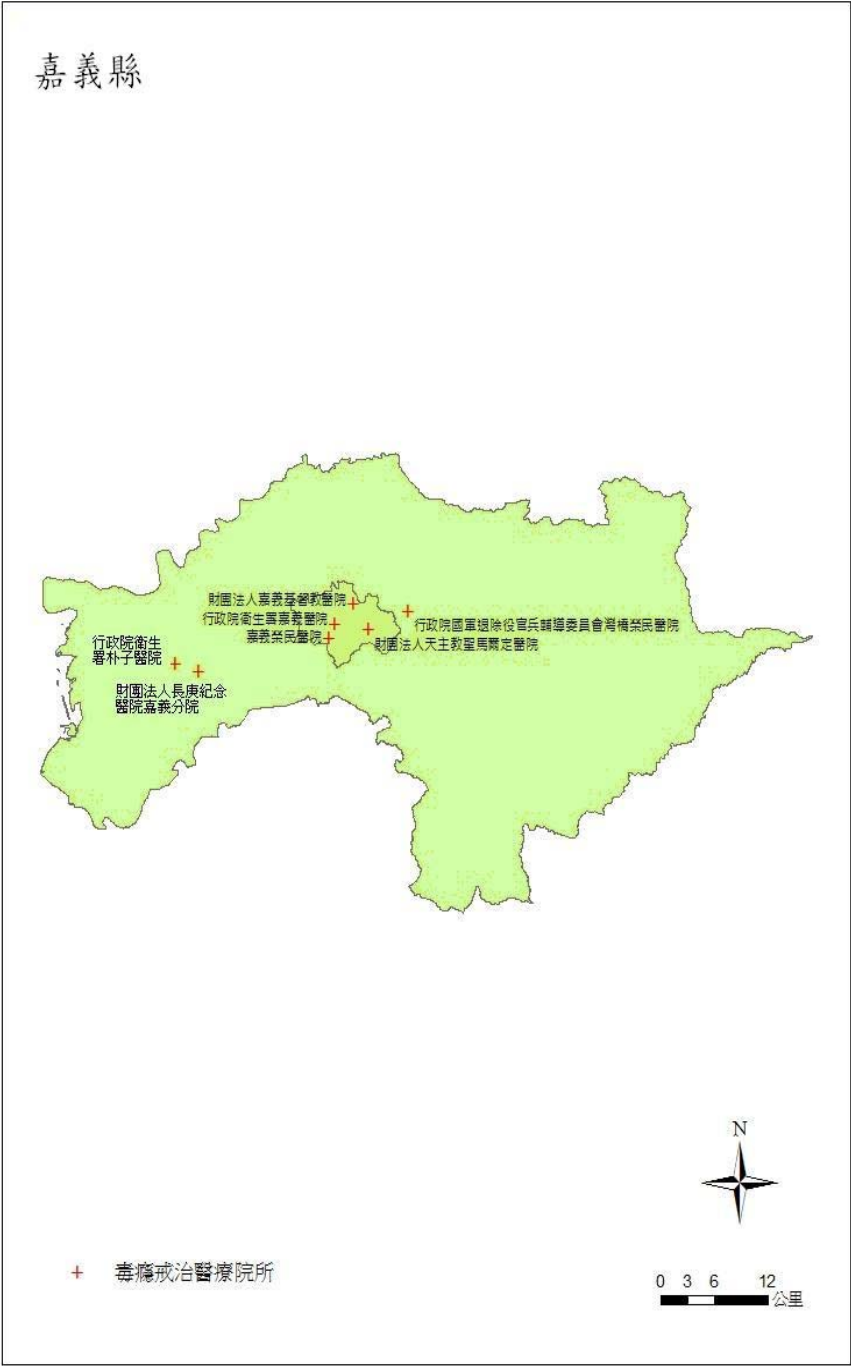 嘉義縣
財團法人嘉義基督教醫院
行政院衛生署嘉義醫院
嘉義榮民醫院
行政院國軍退除役官兵輔導委員會灣橋榮民醫院
財團法人天主教聖馬爾定醫院
行政院衛生
署朴子醫院
財團法人長庚紀念
醫院嘉義分院
N
毒癮戒治醫療院所
0 3 6 12
公里